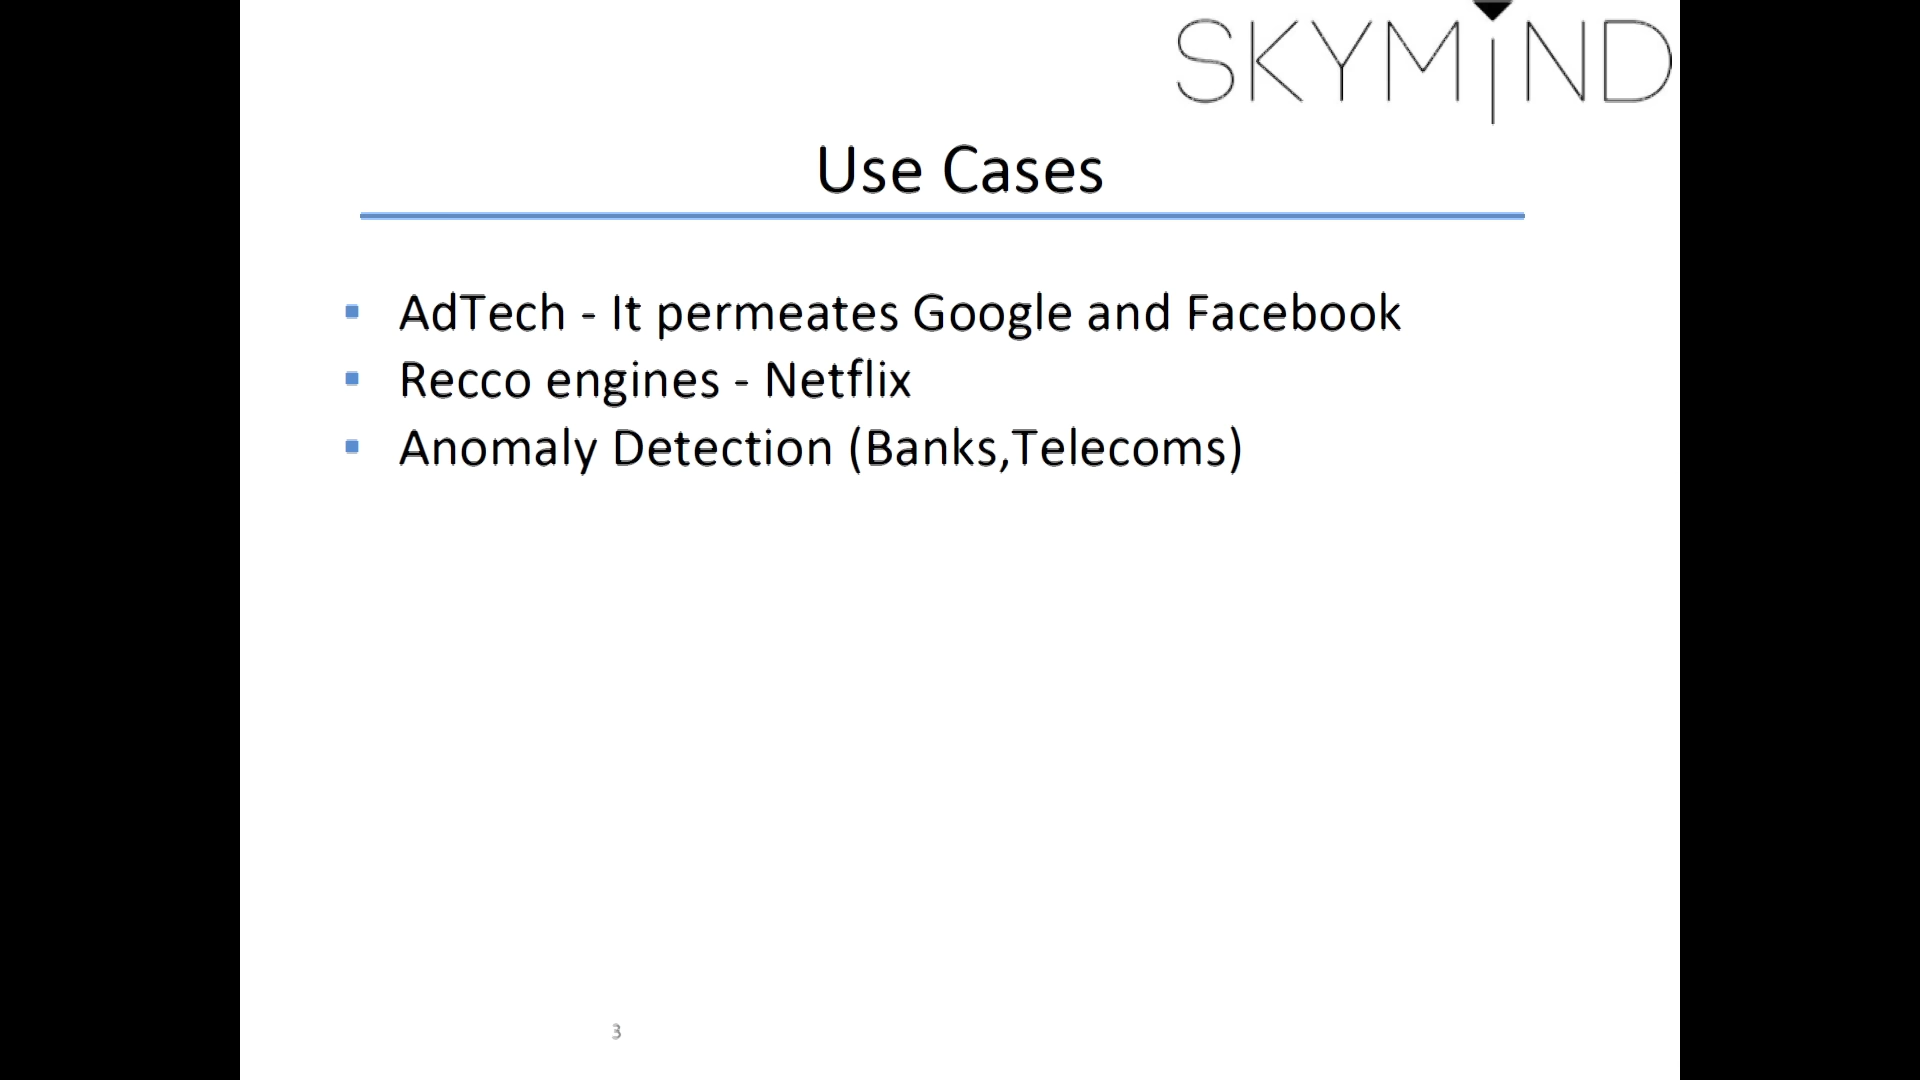 SKYMIND
Use Cases
▪ AdTech - It permeates Google and Facebook
▪ Recco engines - Netflix
▪ Anomaly Detection (Banks,Telecoms)
3